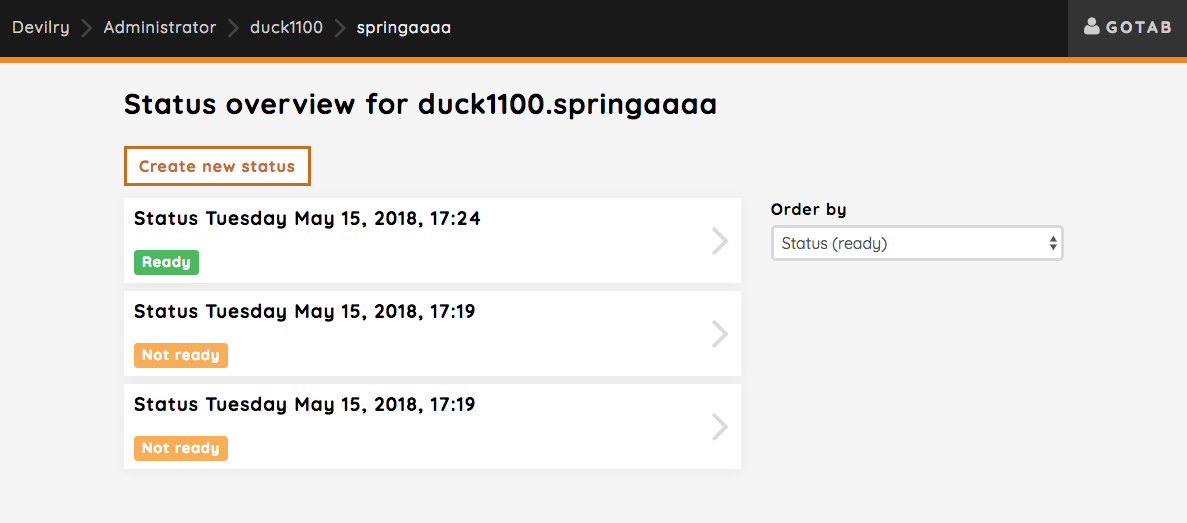 Devilry Administrator duck1100 springaaaa GOTAB
Status overview for duck1100.springaaaa
Create new status
Status Tuesday May 15, 2018, 17:24
Ready
Order by
Status (ready)
Status Tuesday May 15, 2018, 17:19
Not ready
Status Tuesday May 15, 2018, 17:19
Not ready